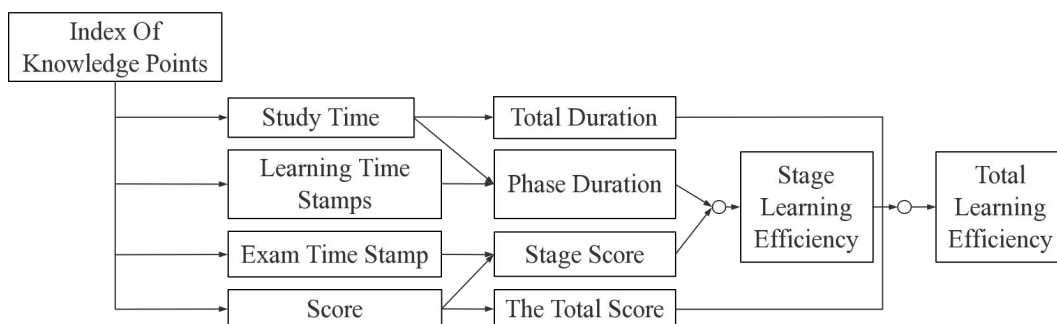 Index Of
Knowledge Points
Study Time
Total Duration
Learning Time
Stamps
Phase Duration
Stage
Learning
Efficiency
Total
Learning
Efficiency
Exam Time Stamp
Stage Score
Score
The Total Score